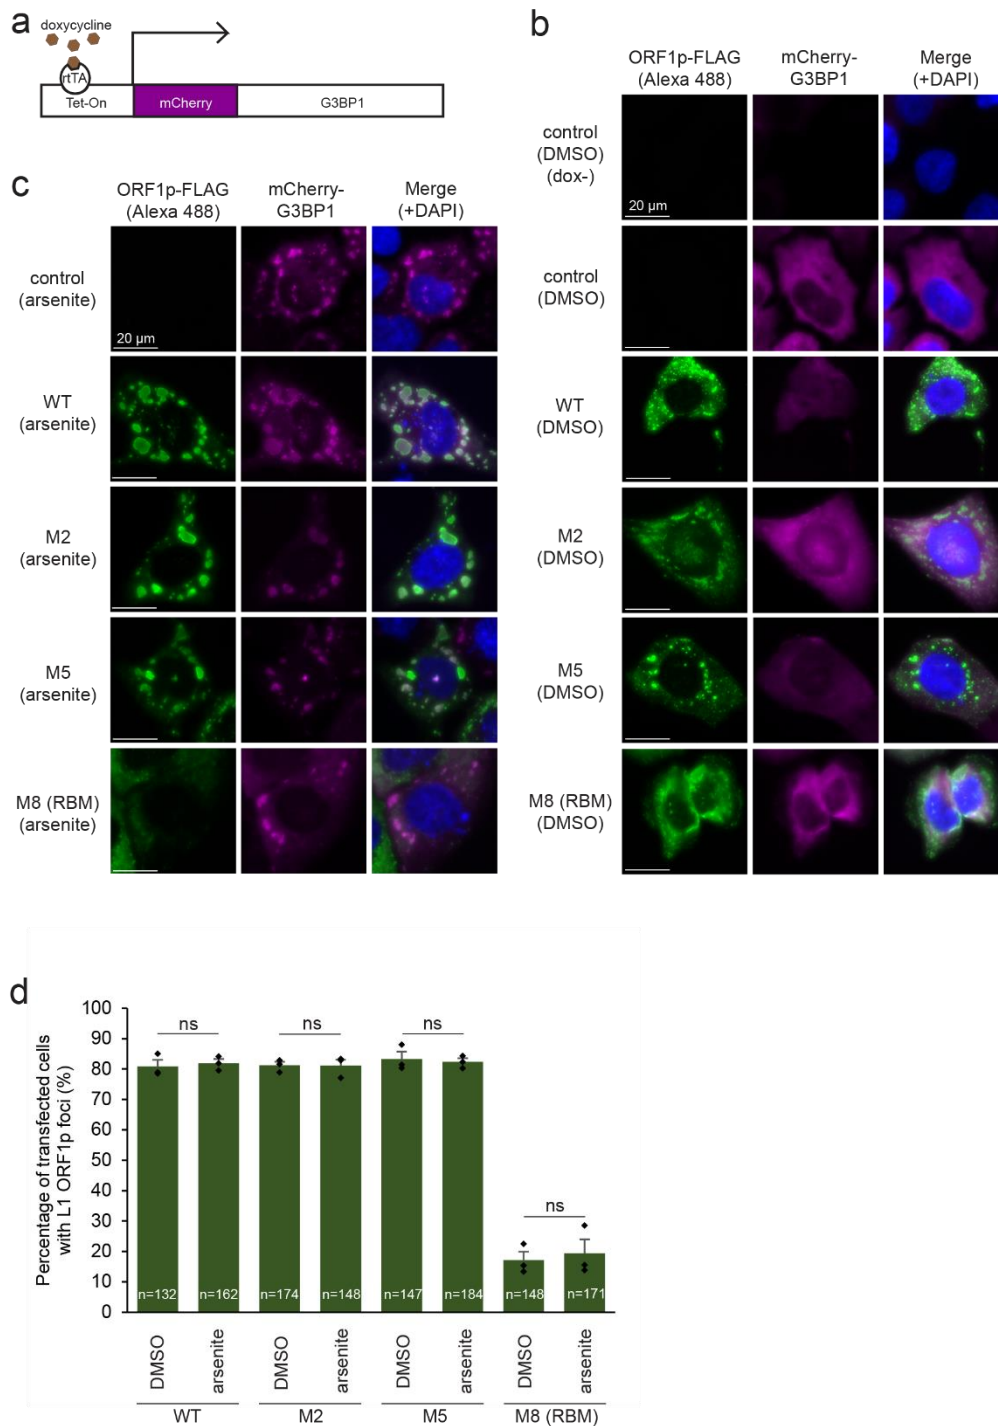 a
doxycycline
rtTA
Tet-On
mCherry
G3BP1
b
ORF1p-FLAG
(Alexa 488)
mCherry-
G3BP1
Merge
(+DAPI)
control
(DMSO)
(dox-)
20 µm
control
(DMSO)
WT
(DMSO)
M2
(DMSO)
M5
(DMSO)
M8 (RBM)
(DMSO)
c
ORF1p-FLAG
(Alexa 488)
mCherry-
G3BP1
Merge
(+DAPI)
control
(arsenite)
20 µm
WT
(arsenite)
M2
(arsenite)
M5
(arsenite)
M8 (RBM)
(arsenite)
d
Percentage of transfected cells
with L1 ORF1p foci (%)
100
90
80
70
60
50
40
30
20
10
0
ns
ns
ns
ns
n=132
n=162
n=174
n=148
n=147
n=184
n=148
n=171
DMSO
arsenite
DMSO
arsenite
DMSO
arsenite
DMSO
arsenite
WT
M2
M5
M8 (RBM)